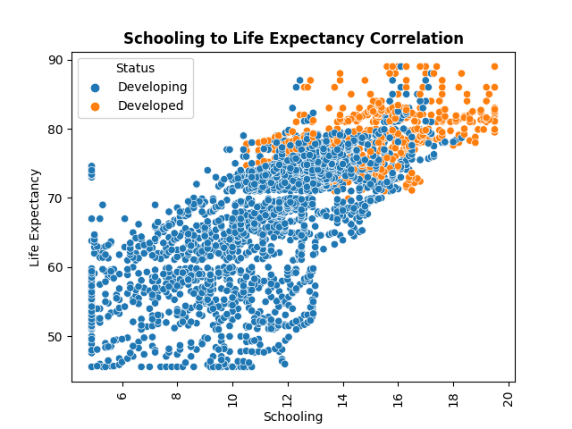 Schooling to Life Expectancy Correlation
Status
Developing
Developed
Life Expectancy
90
80
70
60
50
6 8 10 12 14 16 18 20
Schooling